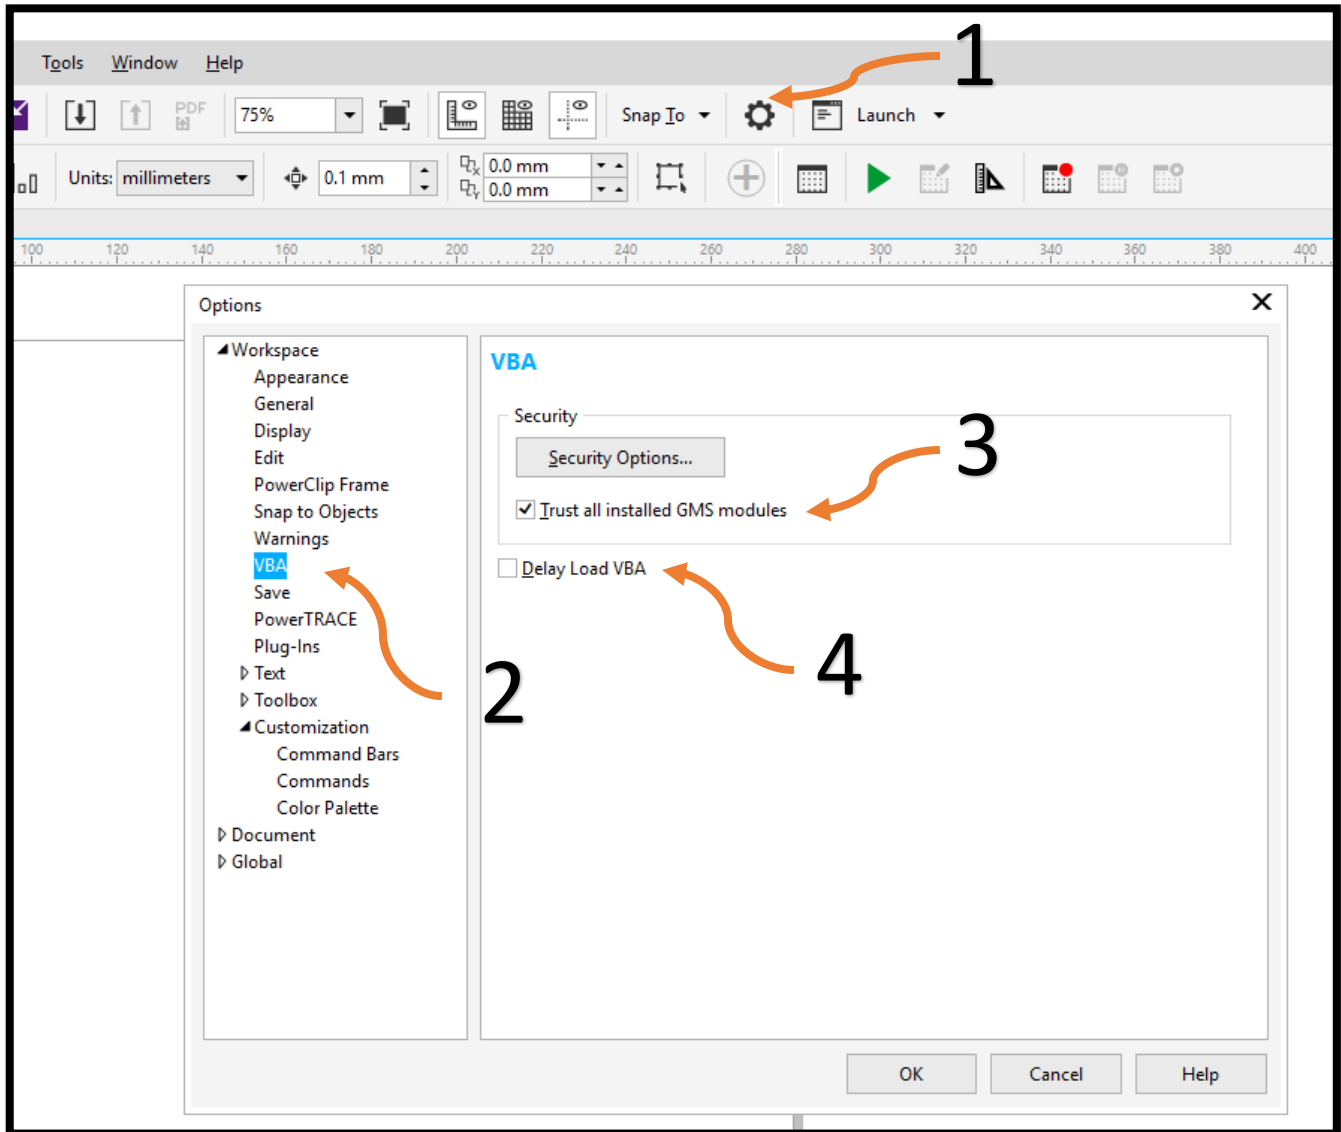 1
Tools Window Help
PDF
75% Snap To Launch
Units: millimeters 0.1 mm X 0.0 mm
Y 0.0 mm
100 120 140 160 180 200 220 240 260 280 300 320 340 360 380 400
Options
Workspace
Appearance
General
Display
Edit
PowerClip Frame
Snap to Objects
Warnings
VBA
Save
PowerTRACE
Plug-Ins
Text
Toolbox
Customization
Command Bars
Commands
Color Palette
Document
Global
2
VBA
Security
Security Options...
3
Trust all installed GMS modules
Delay Load VBA
4
OK Cancel Help